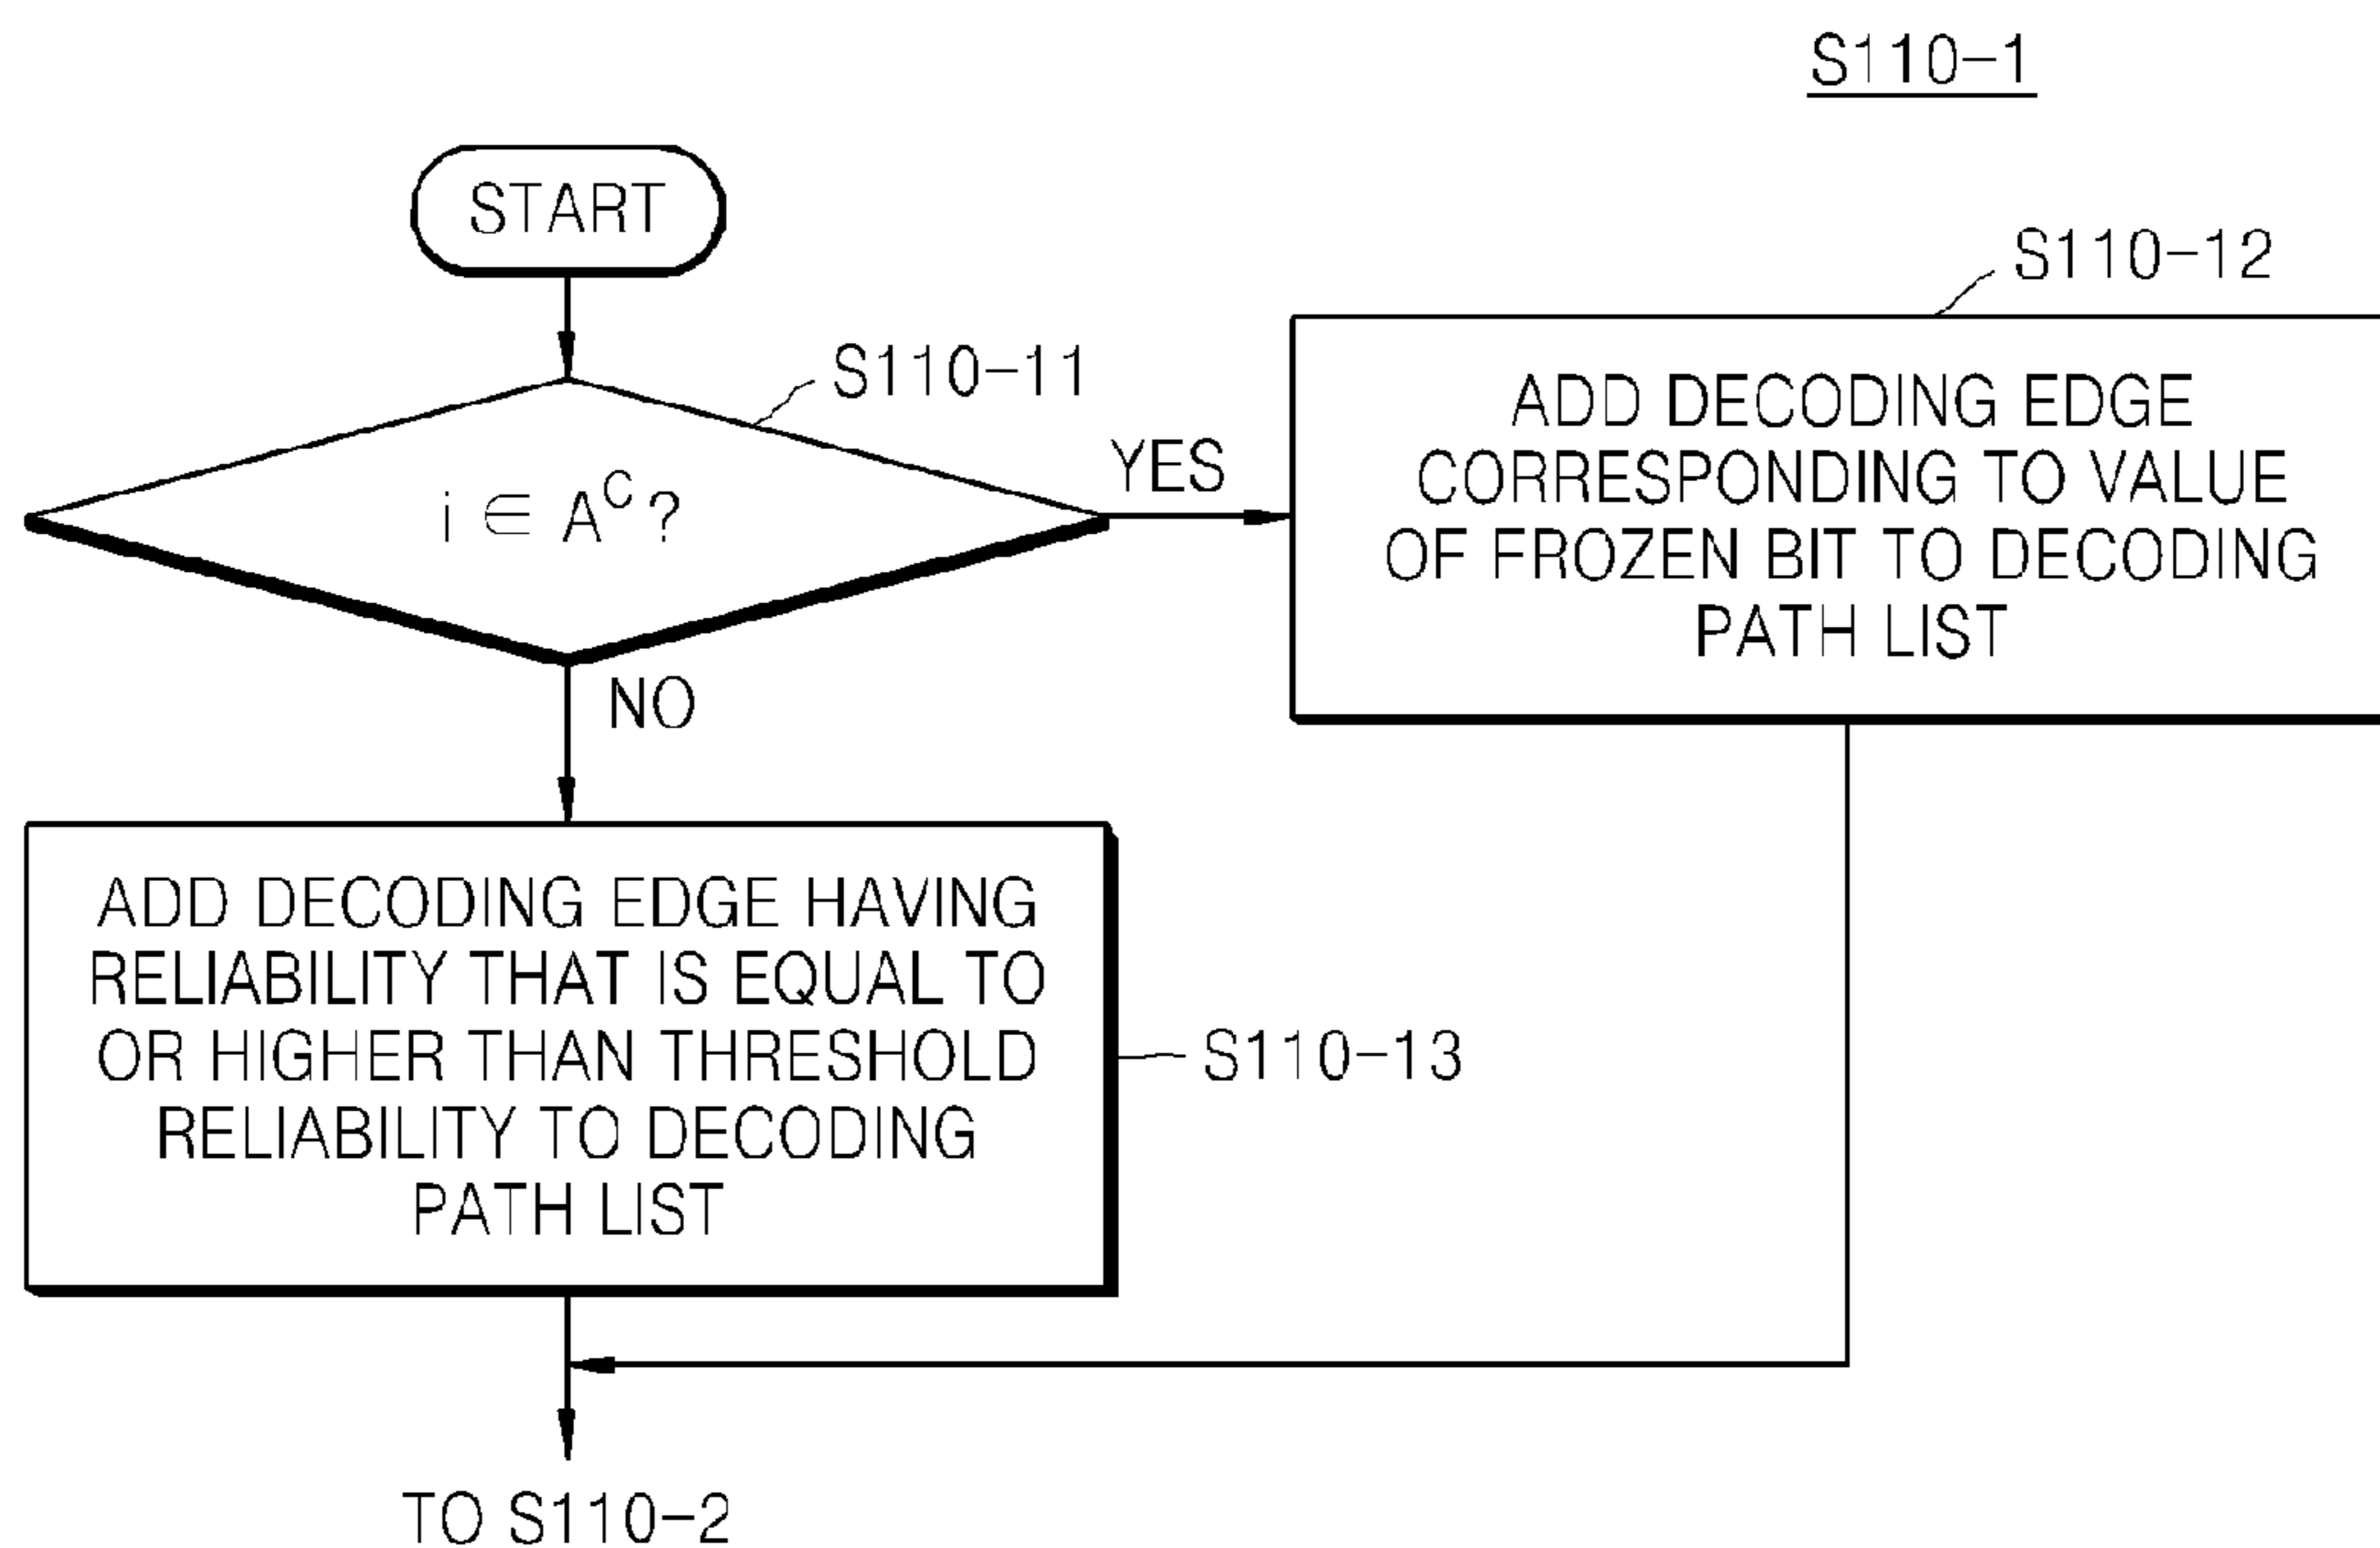 S110-1
START
S110-11
i ∈ A^C ?
YES
S110-12
ADD DECODING EDGE
CORRESPONDING TO VALUE
OF FROZEN BIT TO DECODING
PATH LIST
NO
ADD DECODING EDGE HAVING
RELIABILITY THAT IS EQUAL TO
OR HIGHER THAN THRESHOLD
RELIABILITY TO DECODING
PATH LIST
S110-13
TO S110-2